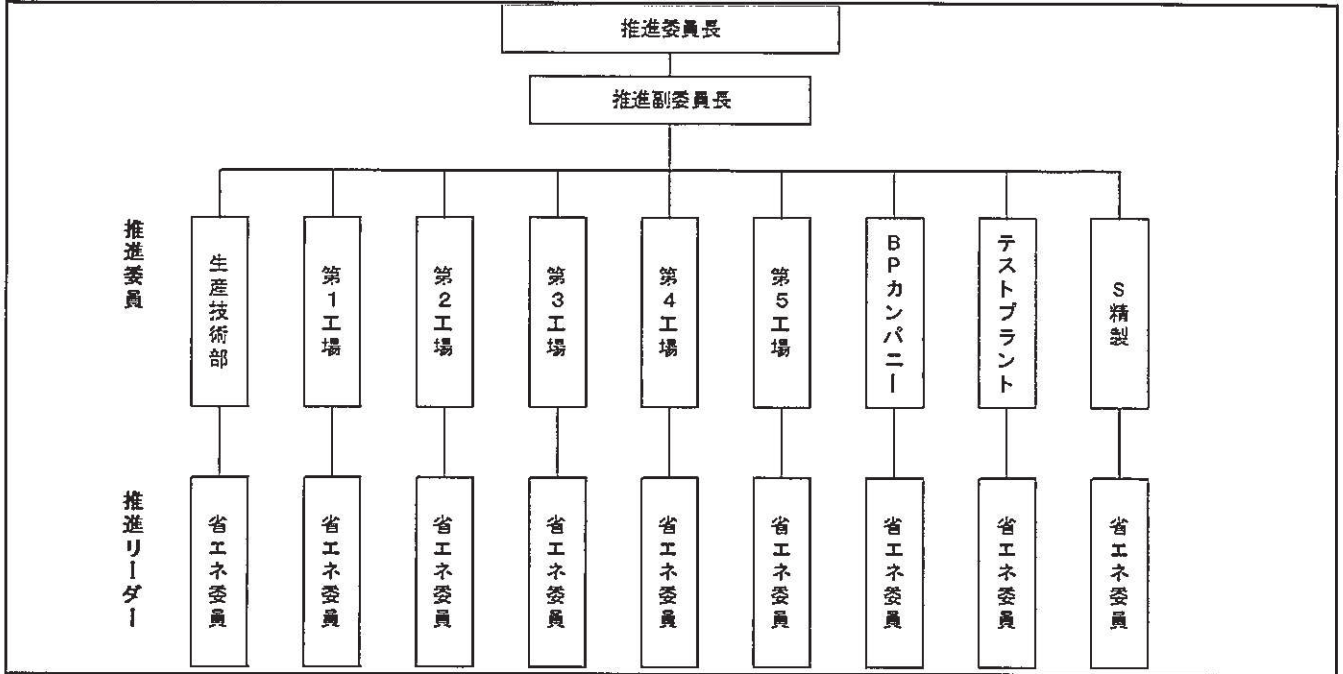 推進委員長
推進副委員長
推進委員
生産技術部
第1工場
第2工場
第3工場
第4工場
第5工場
BPカンパニー
テストプラント
S精製
推進リーダー
省エネ委員
省エネ委員
省エネ委員
省エネ委員
省エネ委員
省エネ委員
省エネ委員
省エネ委員
省エネ委員